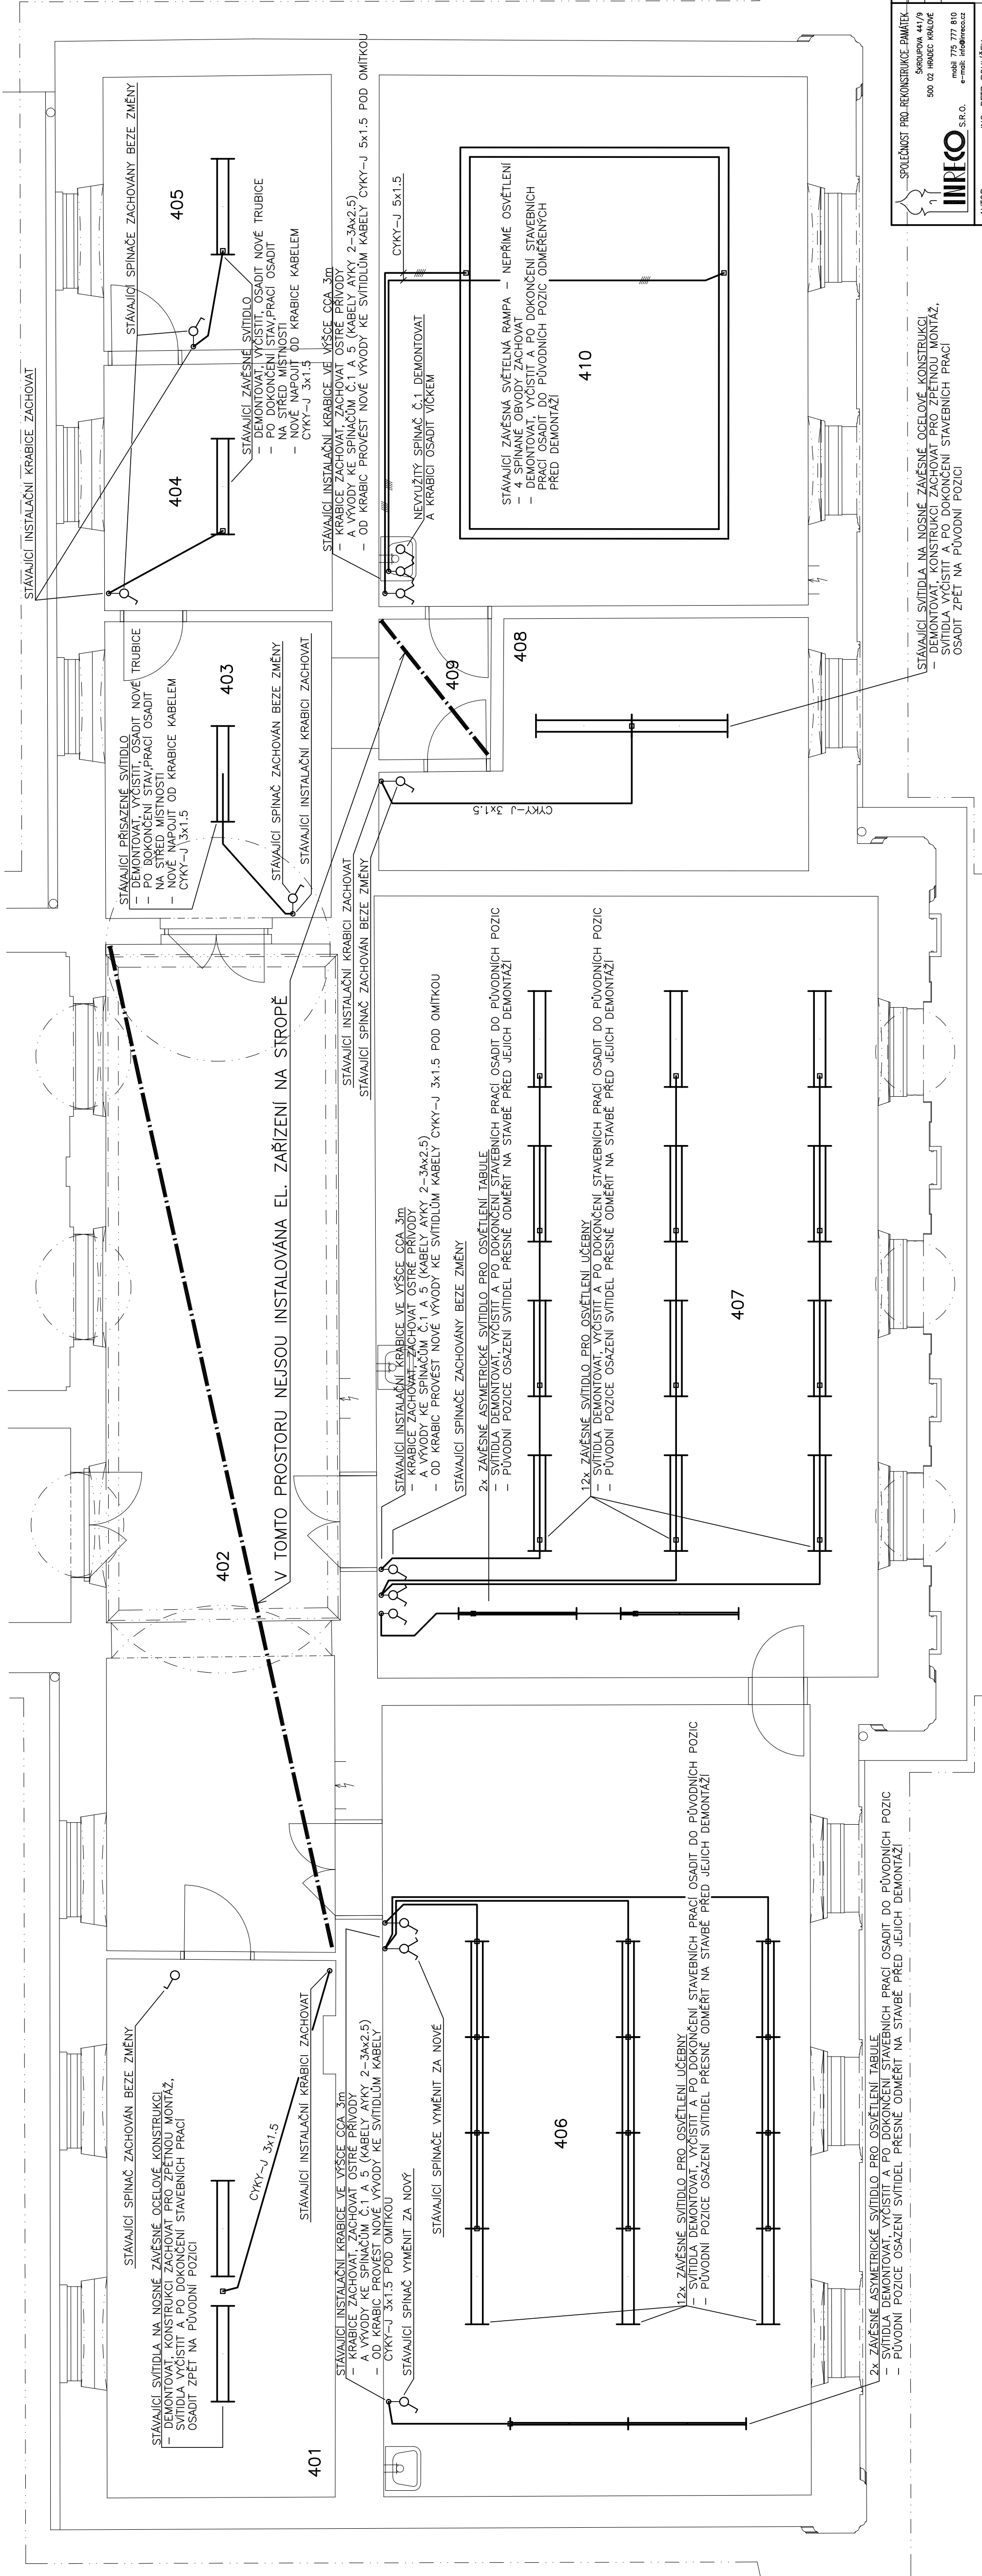 STÁVAJÍCÍ SPÍNAČ ZACHOVÁN BEZE ZMĚNY
STÁVAJÍCÍ SVÍTIDLA NA NOSNÉ ZÁVĚSNÉ OCELOVÉ KONSTRUKCI
- DEMONTOVAT, KONSTRUKCI ZACHOVAT PRO ZPĚTNOU MONTÁŽ,
SVÍTIDLA VYČISTIT A PO DOKONČENÍ STAVEBNÍCH PRACÍ
OSADIT ZPĚT NA PŮVODNÍ POZICI
CYKY-J 3x1.5
STÁVAJÍCÍ INSTALAČNÍ KRABICI ZACHOVAT
401
STÁVAJÍCÍ INSTALAČNÍ KRABICE VE VÝŠCE CCA 3m
- KRABICE ZACHOVAT, ZACHOVAT OSTRÉ PŘÍVODY
A VÝVODY KE SPÍNAČŮM Č.1 A 5 (KABELY AYKY 2-3Ax2.5)
- OD KRABIC PROVÉST NOVÉ VÝVODY KE SVÍTIDLŮM KABELY
CYKY-J 3x1.5 POD OMÍTKOU
STÁVAJÍCÍ SPÍNAČ VYMĚNIT ZA NOVÝ
STÁVAJÍCÍ SPÍNAČE VYMĚNIT ZA NOVÉ
406
12x ZÁVĚSNÉ SVÍTIDLO PRO OSVĚTLENÍ UČEBNY
- SVÍTIDLA DEMONTOVAT, VYČISTIT A PO DOKONČENÍ STAVEBNÍCH PRACÍ OSADIT DO PŮVODNÍCH POZIC
- PŮVODNÍ POZICE OSAZENÍ SVÍTIDEL PŘESNĚ ODMĚŘIT NA STAVBĚ PŘED JEJICH DEMONTÁŽÍ
2x ZÁVĚSNÉ ASYMETRICKÉ SVÍTIDLO PRO OSVĚTLENÍ TABULE
- SVÍTIDLA DEMONTOVAT, VYČISTIT A PO DOKONČENÍ STAVEBNÍCH PRACÍ OSADIT DO PŮVODNÍCH POZIC
- PŮVODNÍ POZICE OSAZENÍ SVÍTIDEL PŘESNĚ ODMĚŘIT NA STAVBĚ PŘED JEJICH DEMONTÁŽÍ
402
V TOMTO PROSTORU NEJSOU INSTALOVÁNA EL. ZAŘÍZENÍ NA STROPĚ
STÁVAJÍCÍ INSTALAČNÍ KRABICE VE VÝŠCE CCA 3m
- KRABICE ZACHOVAT, ZACHOVAT OSTRÉ PŘÍVODY
A VÝVODY KE SPÍNAČŮM Č.1 A 5 (KABELY AYKY 2-3Ax2.5)
- OD KRABIC PROVÉST NOVÉ VÝVODY KE SVÍTIDLŮM KABELY CYKY-J 3x1.5 POD OMÍTKOU
STÁVAJÍCÍ SPÍNAČE ZACHOVÁNY BEZE ZMĚNY
2x ZÁVĚSNÉ ASYMETRICKÉ SVÍTIDLO PRO OSVĚTLENÍ TABULE
- SVÍTIDLA DEMONTOVAT, VYČISTIT A PO DOKONČENÍ STAVEBNÍCH PRACÍ OSADIT DO PŮVODNÍCH POZIC
- PŮVODNÍ POZICE OSAZENÍ SVÍTIDEL PŘESNĚ ODMĚŘIT NA STAVBĚ PŘED JEJICH DEMONTÁŽÍ
12x ZÁVĚSNÉ SVÍTIDLO PRO OSVĚTLENÍ UČEBNY
- SVÍTIDLA DEMONTOVAT, VYČISTIT A PO DOKONČENÍ STAVEBNÍCH PRACÍ OSADIT DO PŮVODNÍCH POZIC
- PŮVODNÍ POZICE OSAZENÍ SVÍTIDEL PŘESNĚ ODMĚŘIT NA STAVBĚ PŘED JEJICH DEMONTÁŽÍ
407
STÁVAJÍCÍ PŘISAZENÉ SVÍTIDLO
- DEMONTOVAT, VYČISTIT, OSADIT NOVÉ TRUBICE
- PO DOKONČENÍ STAV.PRACÍ OSADIT
NA STŘED MÍSTNOSTI
- NOVĚ NAPOJIT OD KRABICE KABELEM
CYKY-J 3x1.5
403
STÁVAJÍCÍ SPÍNAČ ZACHOVÁN BEZE ZMĚNY
STÁVAJÍCÍ INSTALAČNÍ KRABICI ZACHOVAT
STÁVAJÍCÍ INSTALAČNÍ KRABICI ZACHOVAT
STÁVAJÍCÍ SPÍNAČ ZACHOVÁN BEZE ZMĚNY
409
408
CYKY-J 3x1.5
STÁVAJÍCÍ SVÍTIDLA NA NOSNÉ ZÁVĚSNÉ OCELOVÉ KONSTRUKCI
- DEMONTOVAT, KONSTRUKCI ZACHOVAT PRO ZPĚTNOU MONTÁŽ,
SVÍTIDLA VYČISTIT A PO DOKONČENÍ STAVEBNÍCH PRACÍ
OSADIT ZPĚT NA PŮVODNÍ POZICI
STÁVAJÍCÍ INSTALAČNÍ KRABICE ZACHOVAT
STÁVAJÍCÍ SPÍNAČE ZACHOVÁNY BEZE ZMĚNY
404
405
STÁVAJÍCÍ ZÁVĚSNÉ SVÍTIDLO
- DEMONTOVAT, VYČISTIT, OSADIT NOVÉ TRUBICE
- PO DOKONČENÍ STAV.PRACÍ OSADIT
NA STŘED MÍSTNOSTI
- NOVĚ NAPOJIT OD KRABICE KABELEM
CYKY-J 3x1.5
STÁVAJÍCÍ INSTALAČNÍ KRABICE VE VÝŠCE CCA 3m
- KRABICE ZACHOVAT, ZACHOVAT OSTRÉ PŘÍVODY
A VÝVODY KE SPÍNAČŮM Č.1 A 5 (KABELY AYKY 2-3Ax2.5)
- OD KRABIC PROVÉST NOVÉ VÝVODY KE SVÍTIDLŮM KABELY CYKY-J 5x1.5 POD OMÍTKOU
CYKY-J 5x1.5
NEVYUŽITÝ SPÍNAČ Č.1 DEMONTOVAT
A KRABICI OSADIT VÍČKEM
STÁVAJÍCÍ ZÁVĚSNÁ SVĚTELNÁ RAMPA - NEPŘÍMÉ OSVĚTLENÍ
- 4 SPÍNANÉ OBVODY ZACHOVAT
- DEMONTOVAT, VYČISTIT A PO DOKONČENÍ STAVEBNÍCH
PRACÍ OSADIT DO PŮVODNÍCH POZIC ODMĚŘENÝCH
PŘED DEMONTÁŽÍ
410
SPOLEČNOST PRO REKONSTRUKCE PAMÁTEK
ŠKROUPOVA 441/9
500 02 HRADEC KRÁLOVÉ
INRECO S.R.O.
mobil 775 777 810
e-mail: info@inreco.cz